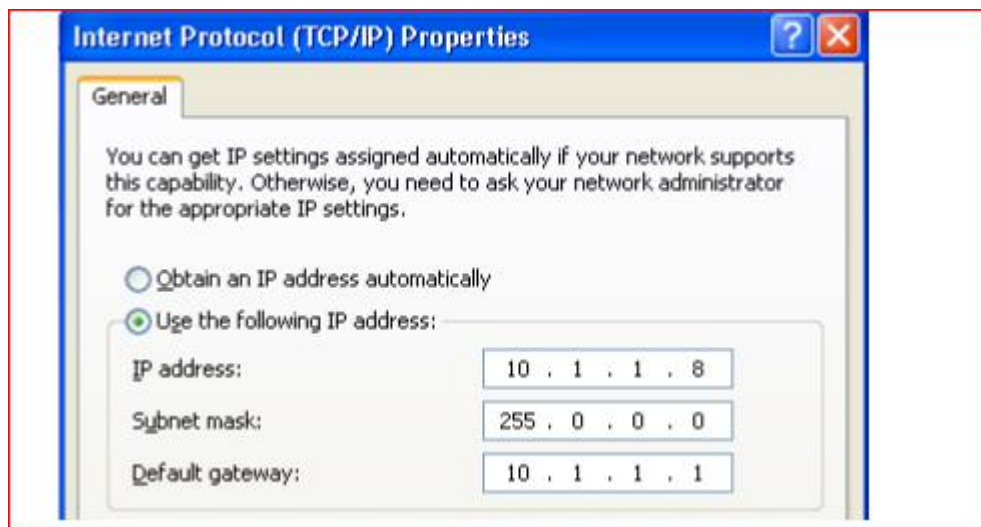 Internet Protocol (TCP/IP) Properties
?
General
You can get IP settings assigned automatically if your network supports
this capability. Otherwise, you need to ask your network administrator
for the appropriate IP settings.
Obtain an IP address automatically
Use the following IP address:
IP address: 10 . 1 . 1 . 8
Subnet mask: 255 . 0 . 0 . 0
Default gateway: 10 . 1 . 1 . 1